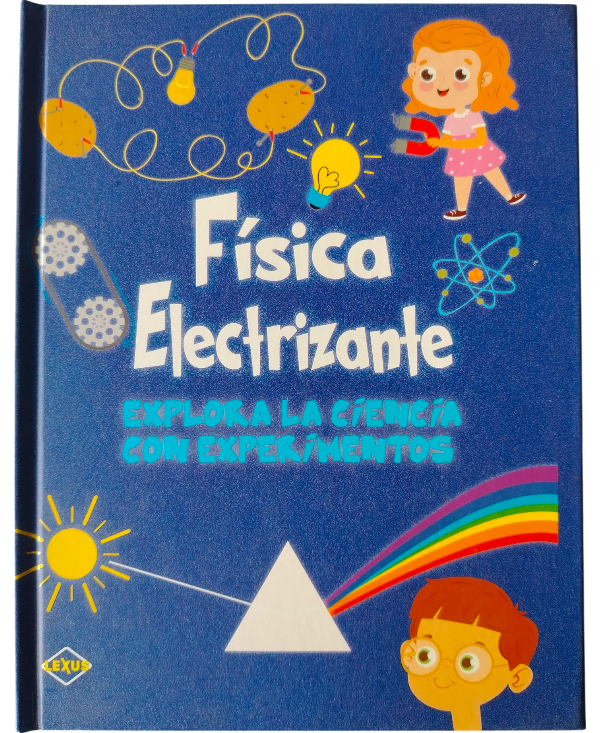 Física
Electrizante
EXPLORA LA CIENCIA
CON EXPERIMENTOS
LEXUS